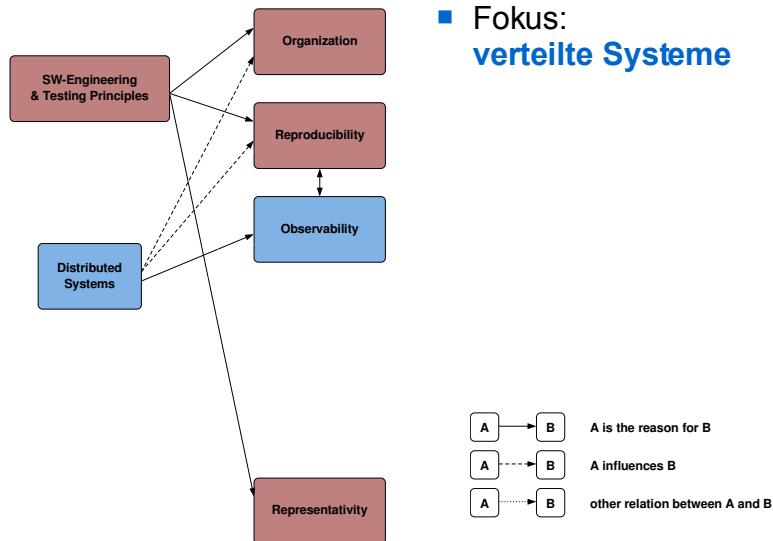 Organization
SW-Engineering
& Testing Principles
Reproducibility
Observability
Distributed
Systems
Representativity
Fokus:
verteilte Systeme
A B A is the reason for B
A B A influences B
A B other relation between A and B